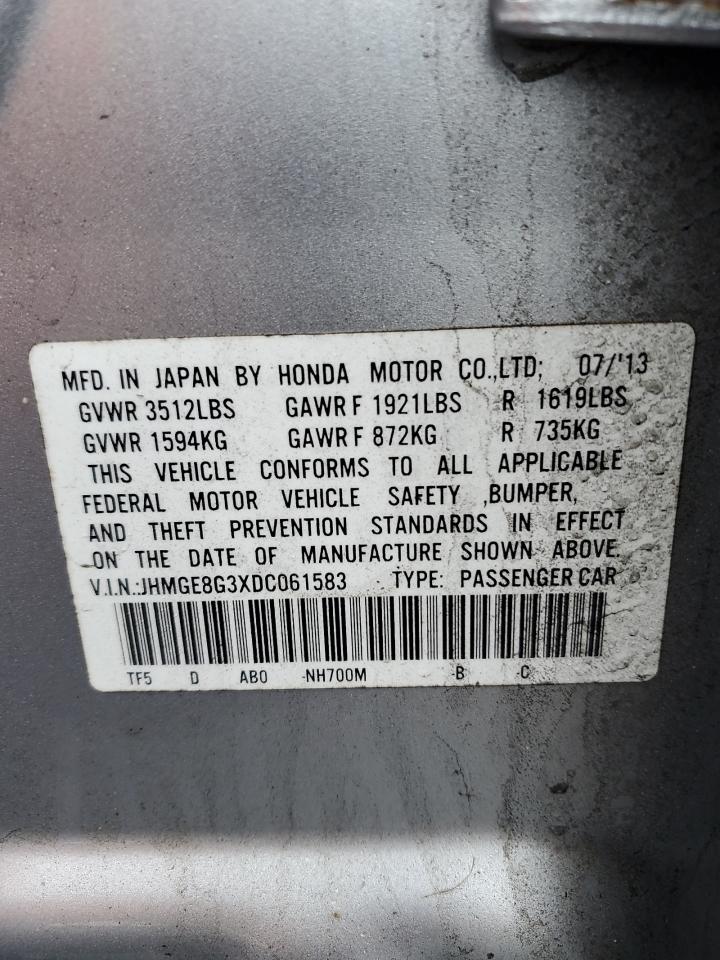 MFD. IN JAPAN BY HONDA MOTOR CO.,LTD; 07/'13
GVWR 3512LBS GAWR F 1921LBS R 1619LBS
GVWR 1594KG GAWR F 872KG R 735KG
THIS VEHICLE CONFORMS TO ALL APPLICABLE
FEDERAL MOTOR VEHICLE SAFETY ,BUMPER,
AND THEFT PREVENTION STANDARDS IN EFFECT
ON THE DATE OF MANUFACTURE SHOWN ABOVE.
V.I.N.:JHMGE8G3XDC061583 TYPE: PASSENGER CAR
TF5 D AB0 -NH700M -B -C